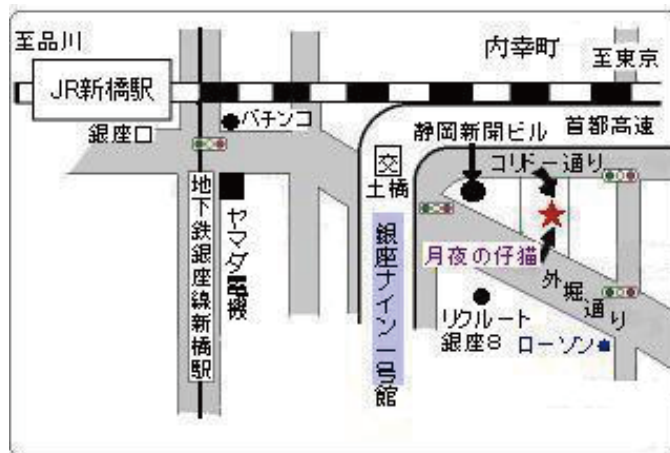 至品川
内幸町
至東京
JR新橋駅
銀座口
パチンコ
静岡新聞ビル
首都高速
コリドー通り
交
土橋
地下鉄銀座線新橋駅
ヤマダ電機
銀座ナイン一号館
月夜の仔猫
外堀通り
リクルート
銀座8
ローソン